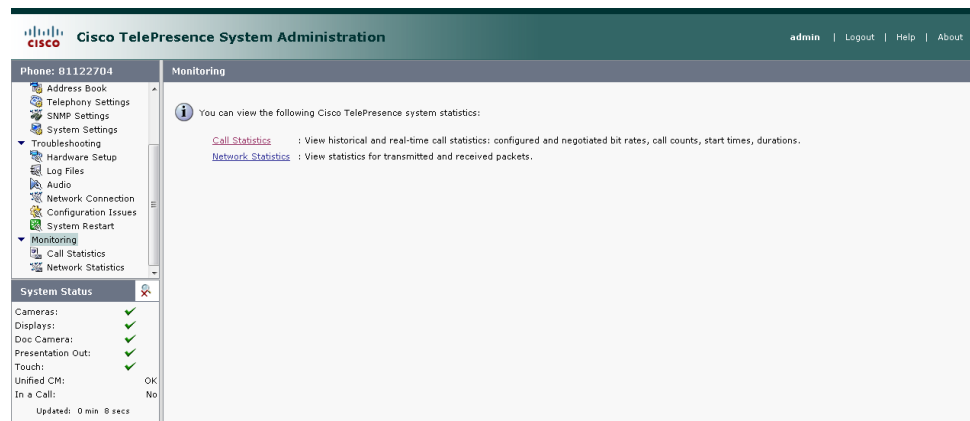 CISCO
Cisco TelePresence System Administration
admin | Logout | Help | About
Phone: 81122704
Address Book
Telephony Settings
SNMP Settings
System Settings
Troubleshooting
Hardware Setup
Log Files
Audio
Network Connection
Configuration Issues
System Restart
Monitoring
Call Statistics
Network Statistics
System Status
Cameras:
Displays:
Doc Camera:
Presentation Out:
Touch:
Unified CM: OK
In a Call: No
Updated: 0 min 8 secs
Monitoring
You can view the following Cisco TelePresence system statistics:
Call Statistics : View historical and real-time call statistics: configured and negotiated bit rates, call counts, start times, durations.
Network Statistics : View statistics for transmitted and received packets.